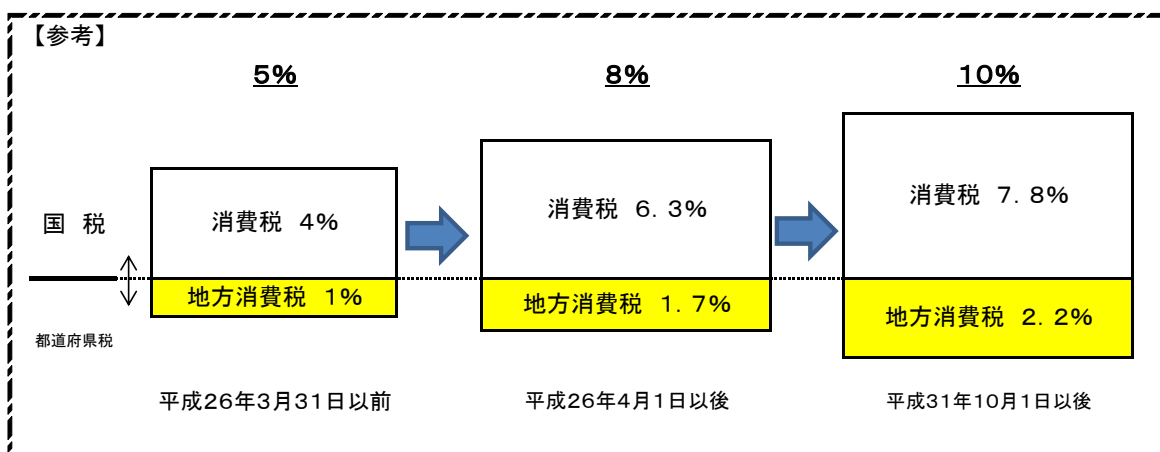 【参考】
5% 8% 10%
消費税 4%
消費税 6.3%
消費税 7.8%
国 税
地方消費税 1%
地方消費税 1.7%
地方消費税 2.2%
都道府県税
平成26年3月31日以前
平成26年4月1日以後
平成31年10月1日以後